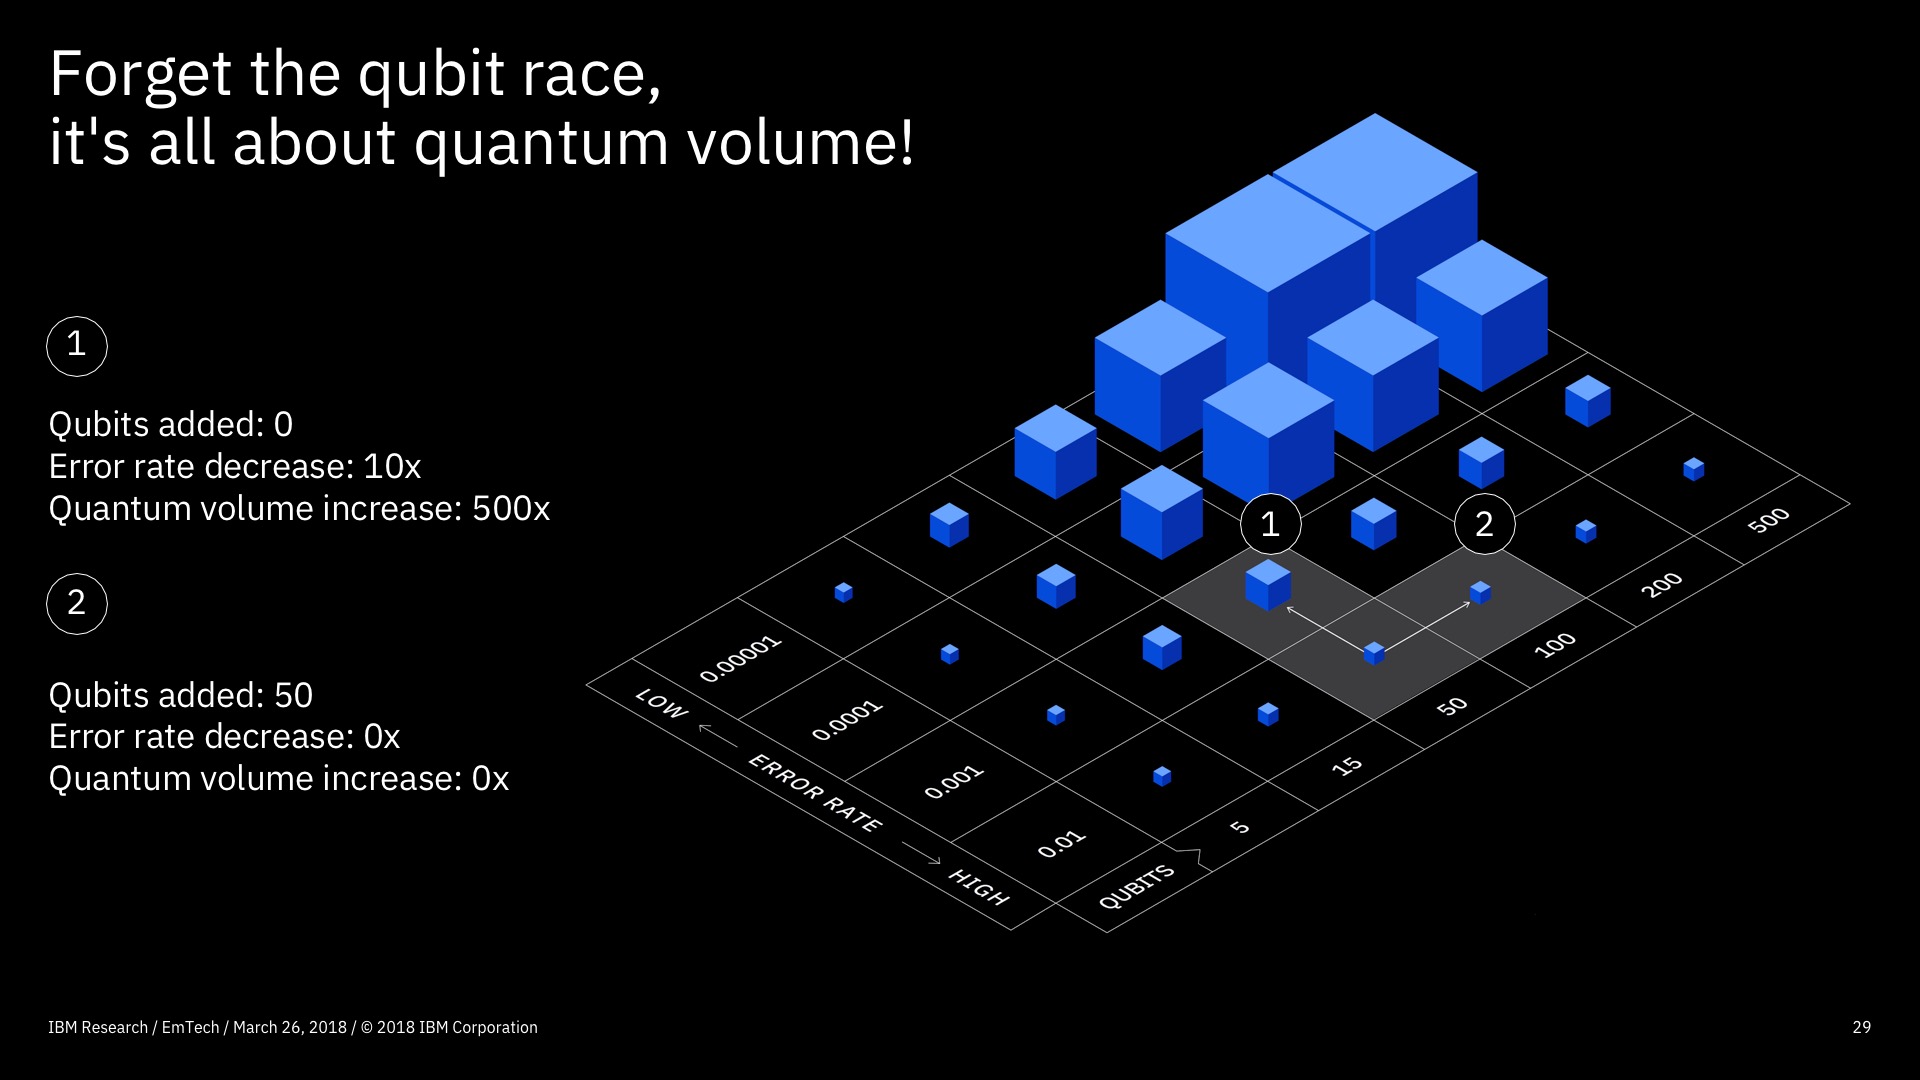 Forget the qubit race,
it's all about quantum volume!
1
Qubits added: 0
Error rate decrease: 10x
Quantum volume increase: 500x
2
Qubits added: 50
Error rate decrease: 0x
Quantum volume increase: 0x
1
2
0.00001
0.0001
0.001
0.01
LOW ← ERROR RATE → HIGH
QUBITS
5
15
50
100
200
500
IBM Research / EmTech / March 26, 2018 / © 2018 IBM Corporation
29